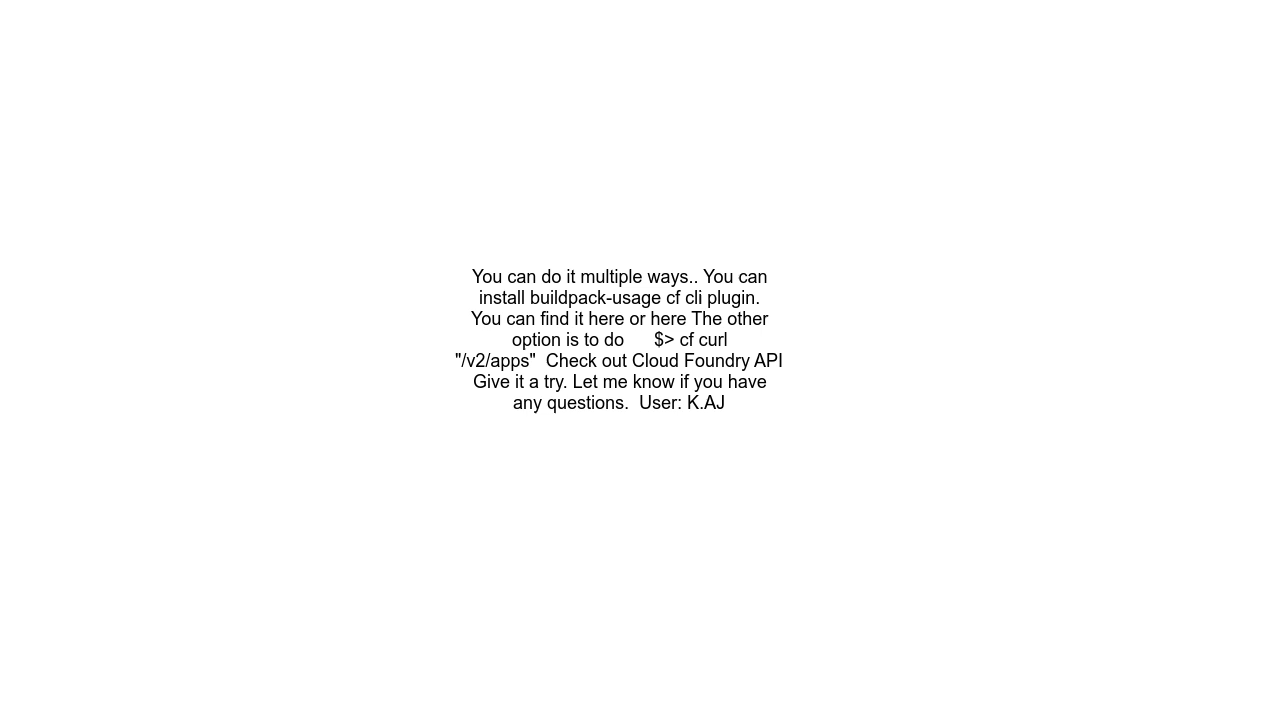 You can do it multiple ways.. You can
install buildpack-usage cf cli plugin.
You can find it here or here The other
option is to do      $> cf curl
"/v2/apps"  Check out Cloud Foundry API
Give it a try. Let me know if you have
any questions.  User: K.AJ